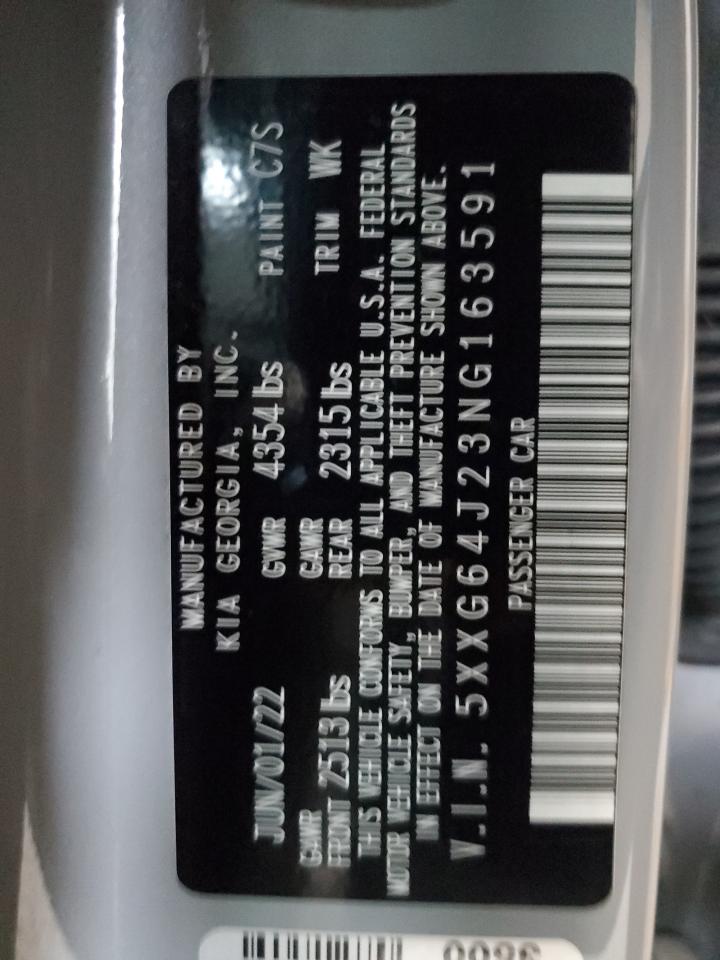 MANUFACTURED BY
KIA GEORGIA, INC.
JUN/01/22 GVWR 4354 lbs PAINT C7S
GAWR FRONT 2513 lbs GAWR REAR 2315 lbs TRIM WK
THIS VEHICLE CONFORMS TO ALL APPLICABLE U.S.A. FEDERAL
MOTOR VEHICLE SAFETY, BUMPER, AND THEFT PREVENTION STANDARDS
IN EFFECT ON THE DATE OF MANUFACTURE SHOWN ABOVE.
V.I.N. 5XXG64J23NG163591
PASSENGER CAR